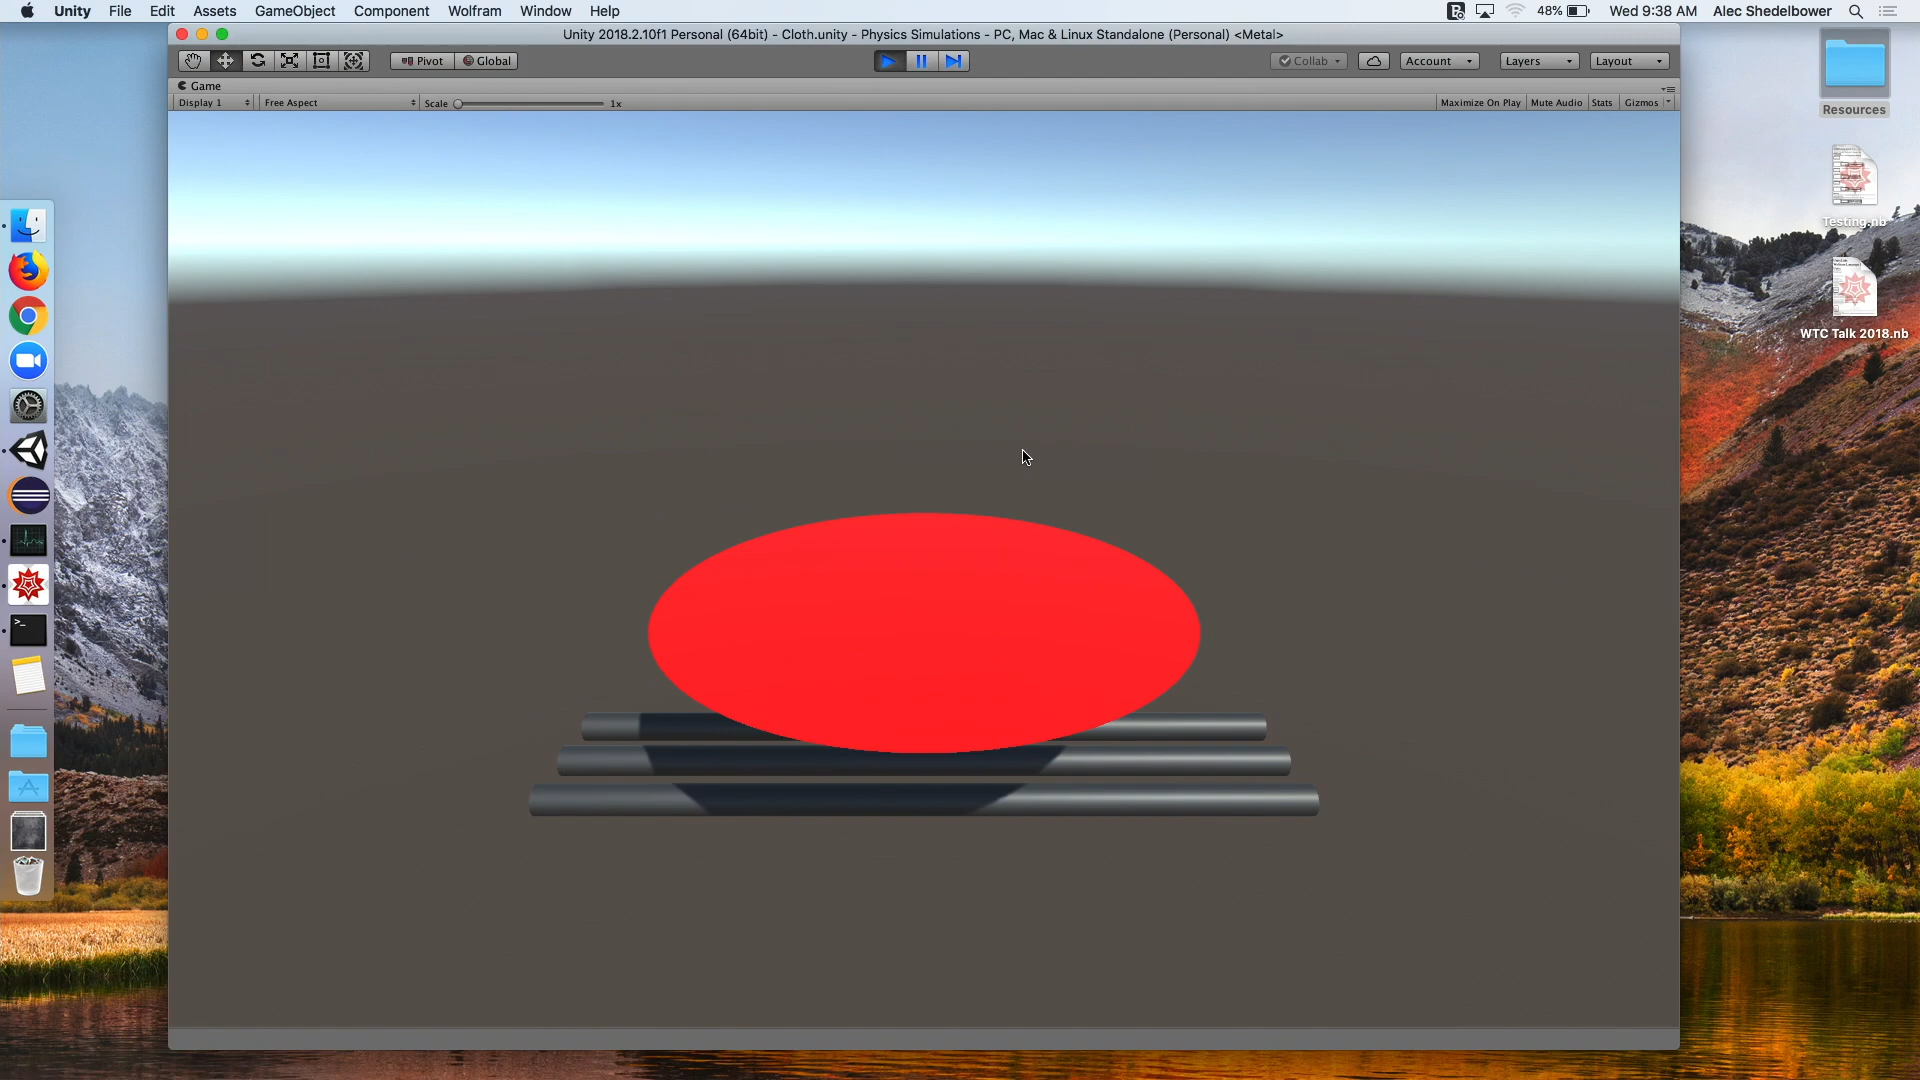 Unity File Edit Assets GameObject Component Wolfram Window Help
48% Wed 9:38 AM Alec Shedelbower
Unity 2018.2.10f1 Personal (64bit) - Cloth.unity - Physics Simulations - PC, Mac & Linux Standalone (Personal) <Metal>
Pivot Global
Collab Account Layers Layout
Game
Display 1 Free Aspect Scale 1x
Maximize On Play Mute Audio Stats Gizmos
Resources
Testing.nb
WTC Talk 2018.nb